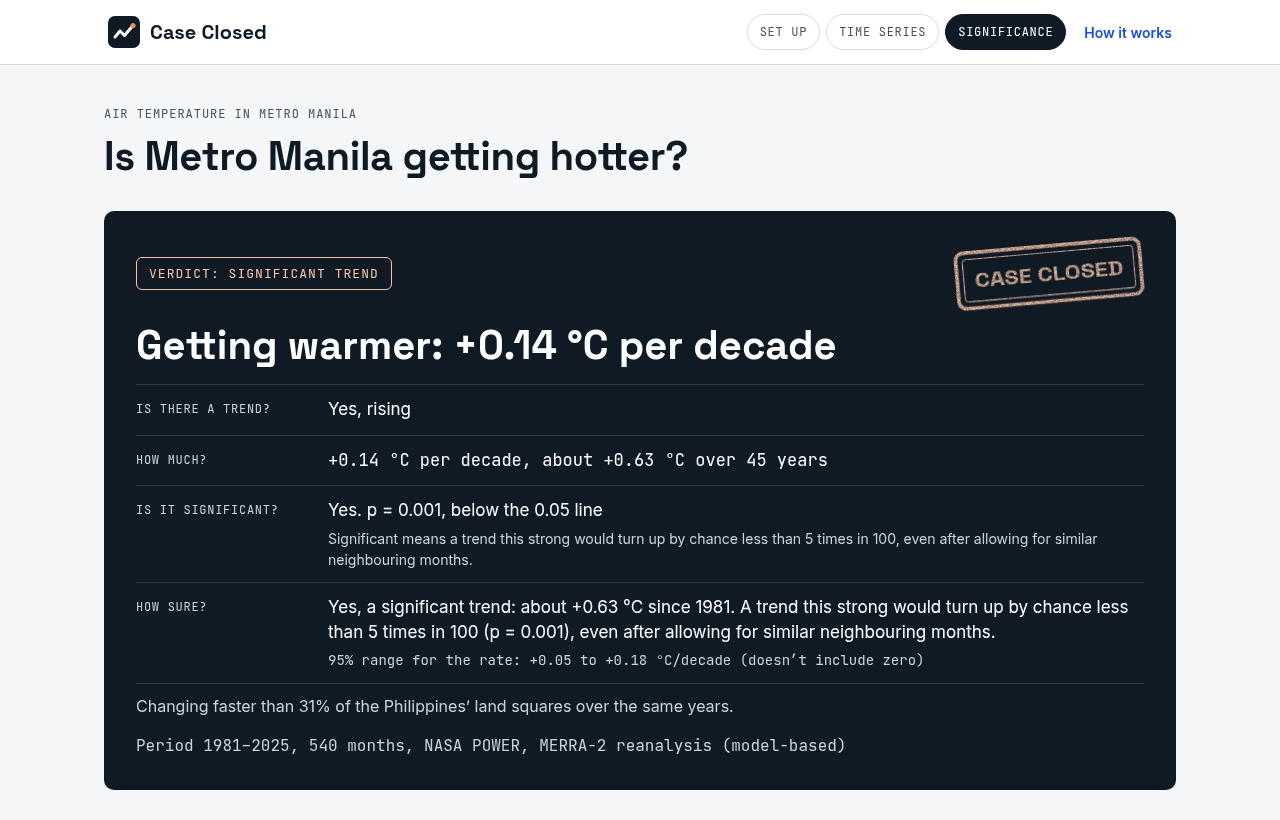 Case Closed
SET UP
TIME SERIES
SIGNIFICANCE
How it works
AIR TEMPERATURE IN METRO MANILA
Is Metro Manila getting hotter?
VERDICT: SIGNIFICANT TREND
CASE CLOSED
Getting warmer: +0.14 °C per decade
IS THERE A TREND?
Yes, rising
HOW MUCH?
+0.14 °C per decade, about +0.63 °C over 45 years
IS IT SIGNIFICANT?
Yes. p = 0.001, below the 0.05 line
Significant means a trend this strong would turn up by chance less than 5 times in 100, even after allowing for similar
neighbouring months.
HOW SURE?
Yes, a significant trend: about +0.63 °C since 1981. A trend this strong would turn up by chance less
than 5 times in 100 (p = 0.001), even after allowing for similar neighbouring months.
95% range for the rate: +0.05 to +0.18 °C/decade (doesn’t include zero)
Changing faster than 31% of the Philippines’ land squares over the same years.
Period 1981–2025, 540 months, NASA POWER, MERRA-2 reanalysis (model-based)